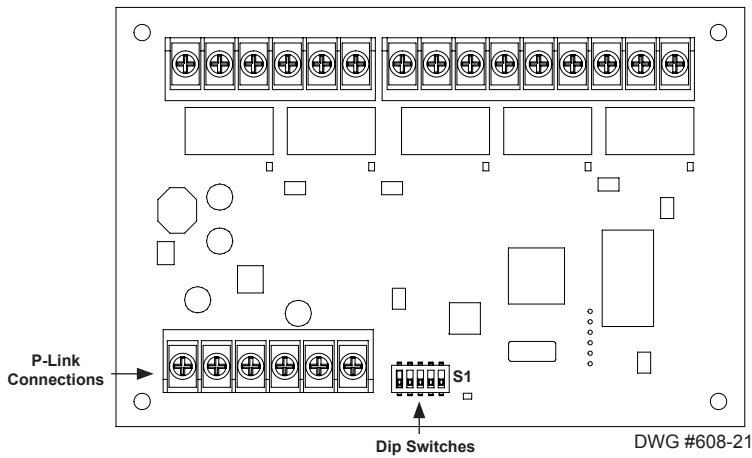 P-Link
Connections
S1
Dip Switches
DWG #608-21